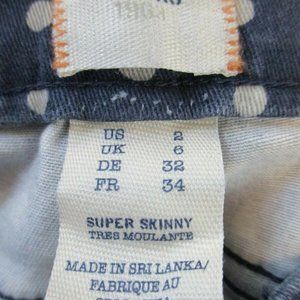 US 2
UK 6
DE 32
FR 34
SUPER SKINNY
TRES MOULANTE
MADE IN SRI LANKA/
FABRIQUE AU